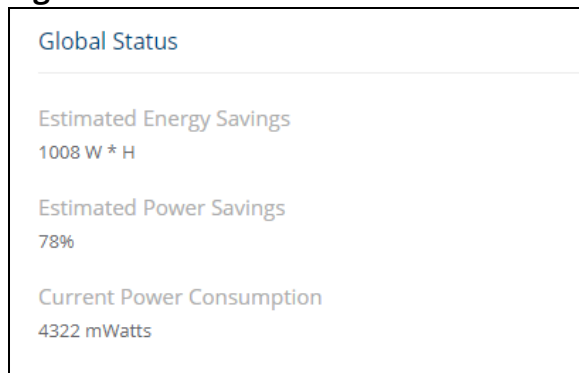 Global Status
Estimated Energy Savings
1008 W * H
Estimated Power Savings
78%
Current Power Consumption
4322 mWatts